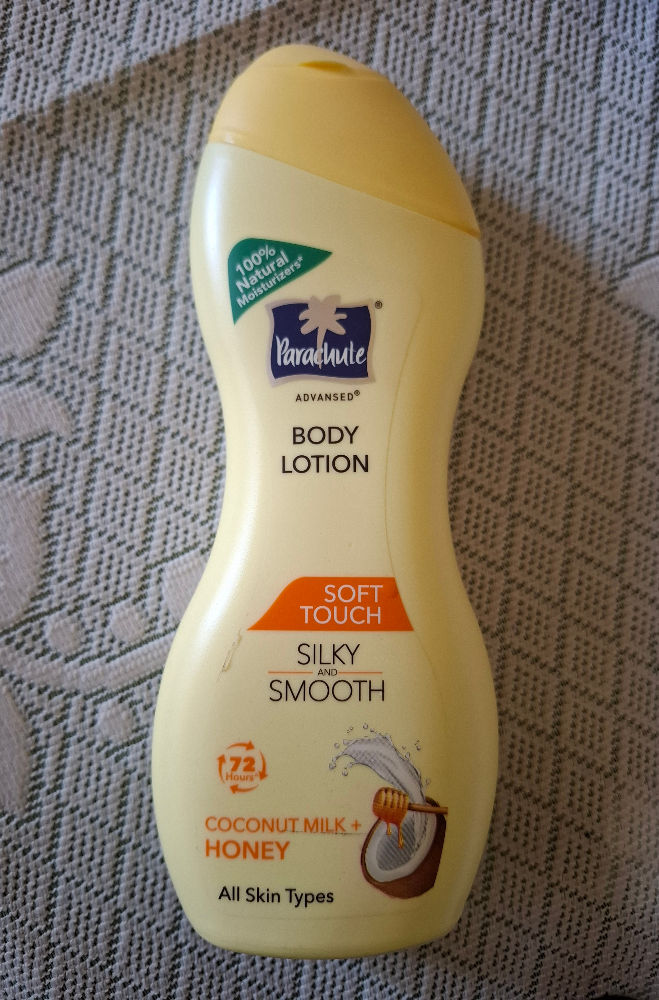 100%
Natural
Moisturizers*
Parachute®
ADVANSED®
BODY
LOTION
SOFT
TOUCH
SILKY
AND
SMOOTH
72
Hours^
COCONUT MILK +
HONEY
All Skin Types